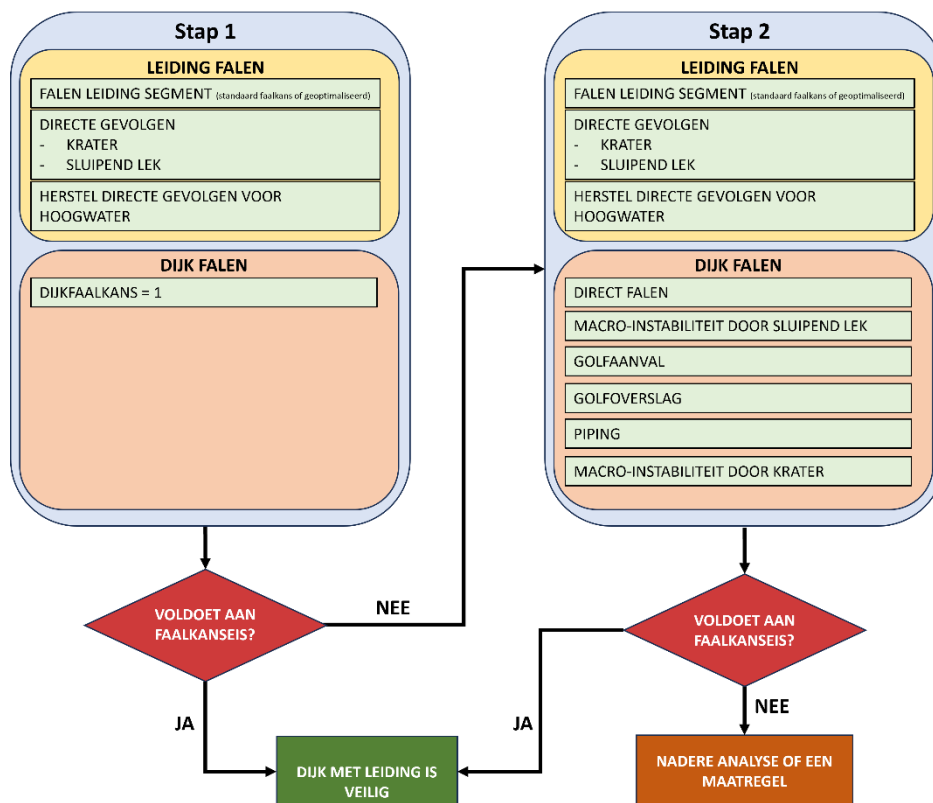 Stap 1
LEIDING FALEN
FALEN LEIDING SEGMENT (standaard faalkans of geoptimaliseerd)
DIRECTE GEVOLGEN
- KRATER
- SLUIPEND LEK
HERSTEL DIRECTE GEVOLGEN VOOR
HOOGWATER
DIJK FALEN
DIJKFAALKANS = 1
VOLDOET AAN
FAALKANSEIS?
NEE
JA
Stap 2
LEIDING FALEN
FALEN LEIDING SEGMENT (standaard faalkans of geoptimaliseerd)
DIRECTE GEVOLGEN
- KRATER
- SLUIPEND LEK
HERSTEL DIRECTE GEVOLGEN VOOR
HOOGWATER
DIJK FALEN
DIRECT FALEN
MACRO-INSTABILITEIT DOOR SLUIPEND LEK
GOLFAANVAL
GOLFOVERSLAG
PIPING
MACRO-INSTABILITEIT DOOR KRATER
VOLDOET AAN
FAALKANSEIS?
JA
NEE
DIJK MET LEIDING IS
VEILIG
NADERE ANALYSE OF EEN
MAATREGEL